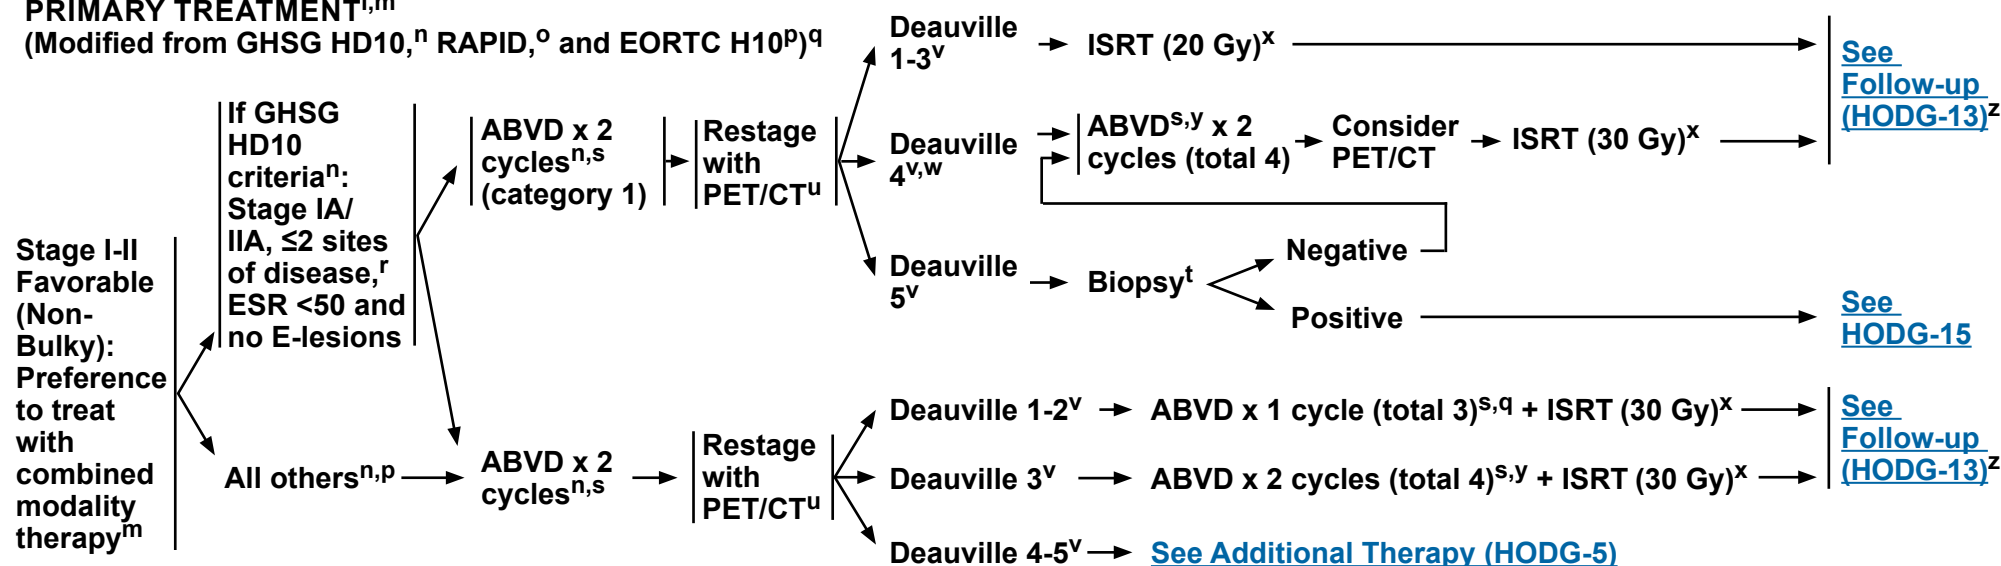 PRIMARY TREATMENTl,m
(Modified from GHSG HD10,n RAPID,o and EORTC H10p)q
Stage I-II
Favorable
(Non-
Bulky):
Preference
to treat
with
combined
modality
therapym
If GHSG
HD10
criterian:
Stage IA/
IIA, ≤2 sites
of disease,r
ESR <50 and
no E-lesions
ABVD x 2
cyclesn,s
(category 1)
Restage
with
PET/CTu
Deauville
1-3v
ISRT (20 Gy)x
Deauville
4v,w
ABVDs,y x 2
cycles (total 4)
Consider
PET/CT
ISRT (30 Gy)x
See
Follow-up
(HODG-13)z
Deauville
5v
Biopsyt
Negative
Positive
See
HODG-15
All othersn,p
ABVD x 2
cyclesn,s
Restage
with
PET/CTu
Deauville 1-2v
ABVD x 1 cycle (total 3)s,q + ISRT (30 Gy)x
Deauville 3v
ABVD x 2 cycles (total 4)s,y + ISRT (30 Gy)x
See
Follow-up
(HODG-13)z
Deauville 4-5v
See Additional Therapy (HODG-5)